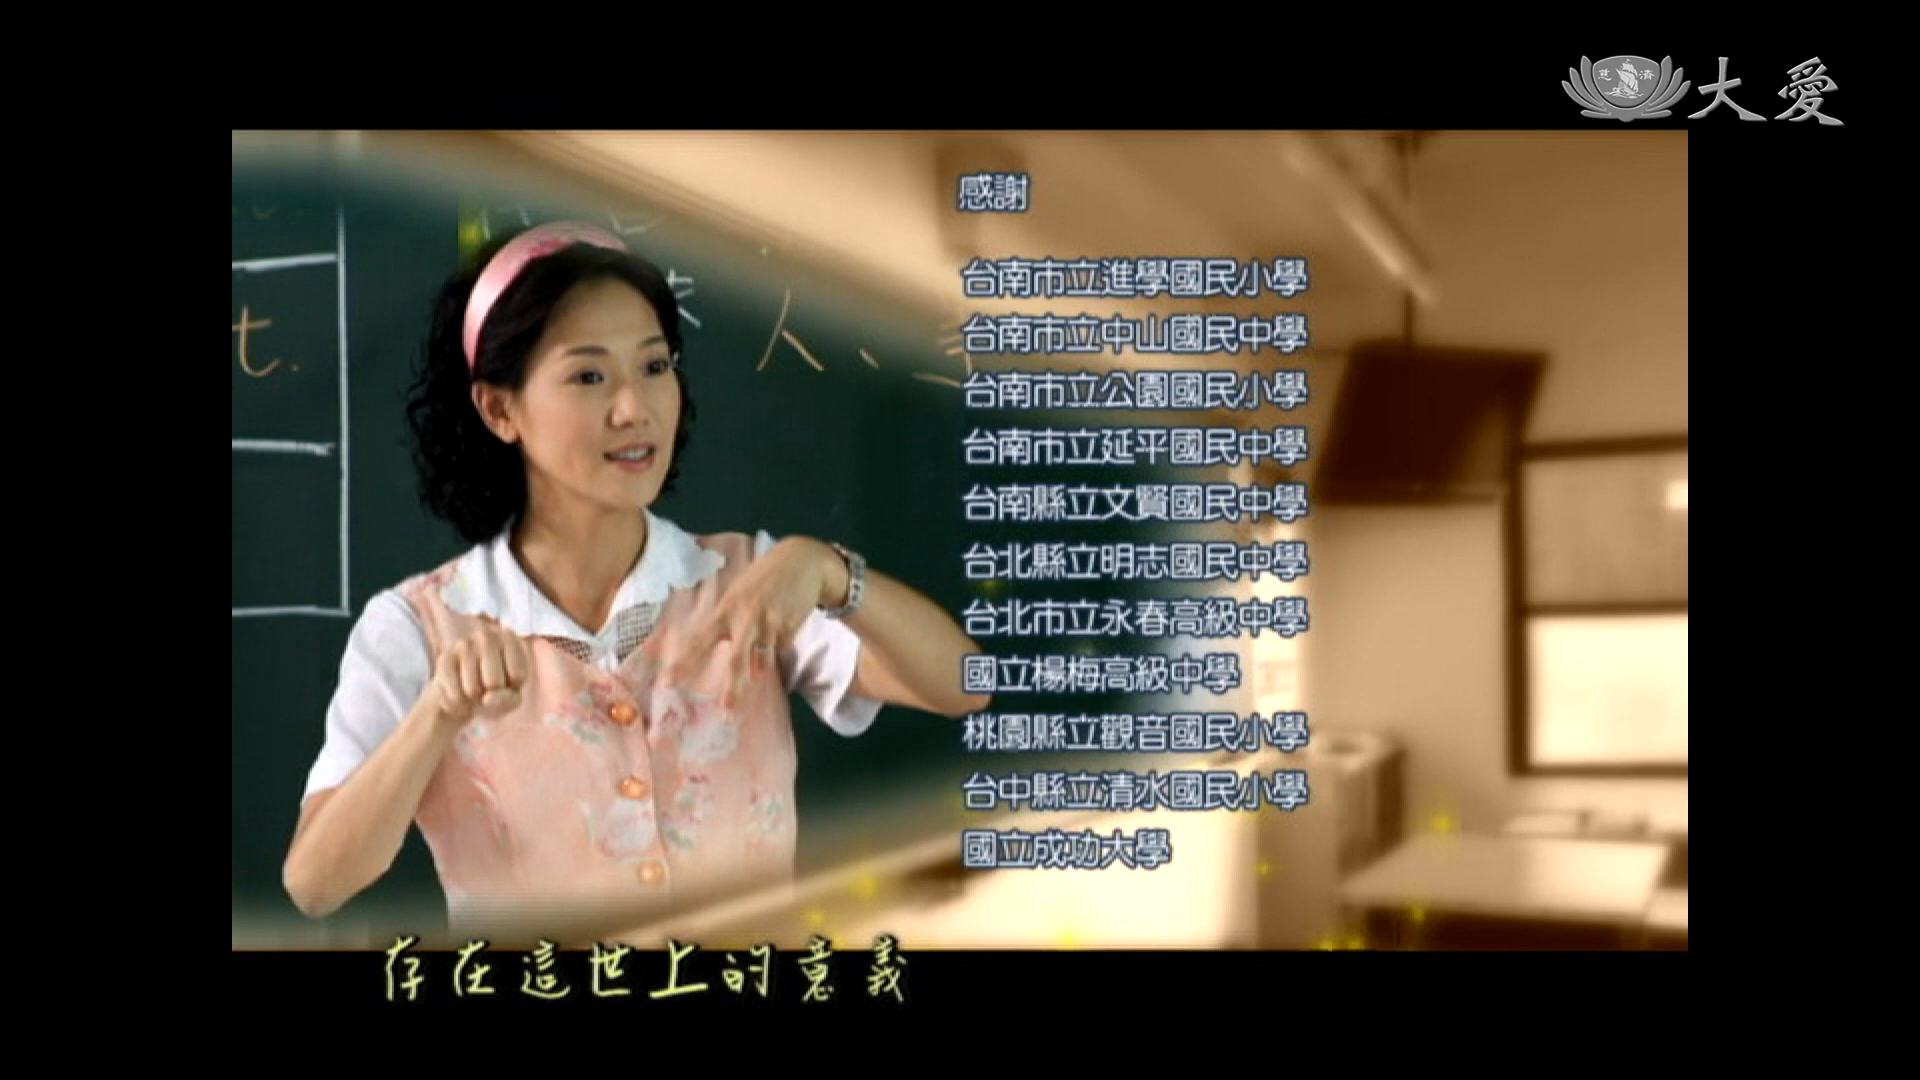 慈濟 大愛
感謝
台南市立進學國民小學
台南市立中山國民中學
台南市立公園國民小學
台南市立延平國民中學
台南縣立文賢國民中學
台北縣立明志國民中學
台北市立永春高級中學
國立楊梅高級中學
桃園縣立觀音國民小學
台中縣立清水國民小學
國立成功大學
t.
人、
存在這世上的意義